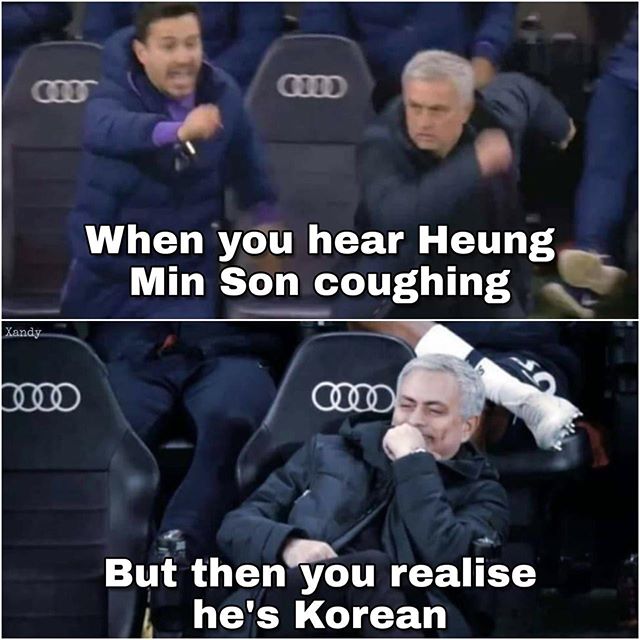 When you hear Heung
Min Son coughing
Xandy
But then you realise
he's Korean